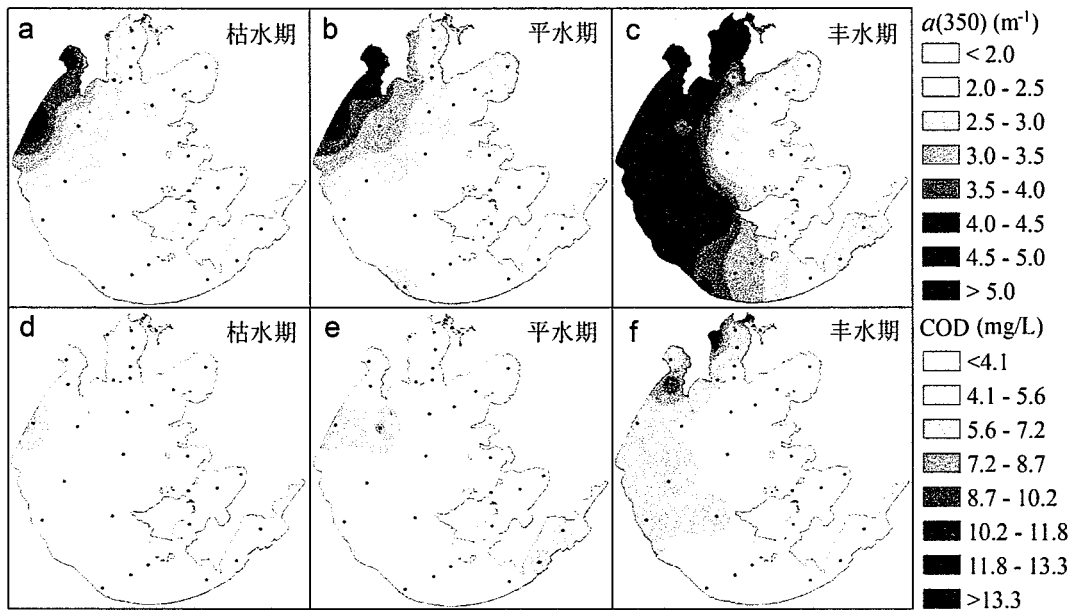 a 枯水期
b 平水期
c 丰水期
a(350) (m⁻¹)
< 2.0
2.0 - 2.5
2.5 - 3.0
3.0 - 3.5
3.5 - 4.0
4.0 - 4.5
4.5 - 5.0
> 5.0
d 枯水期
e 平水期
f 丰水期
COD (mg/L)
<4.1
4.1 - 5.6
5.6 - 7.2
7.2 - 8.7
8.7 - 10.2
10.2 - 11.8
11.8 - 13.3
>13.3